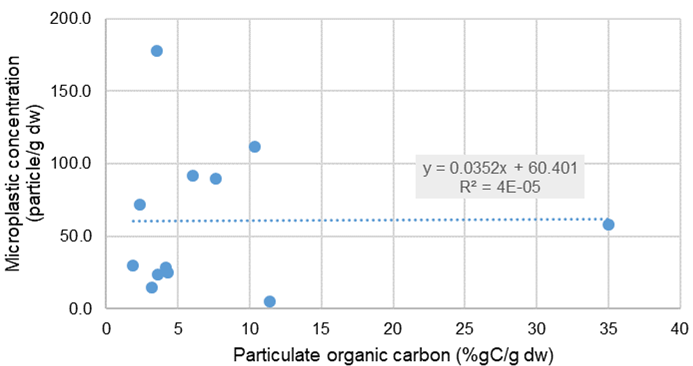 200.0
150.0
100.0
50.0
0.0
Microplastic concentration
(particle/g dw)
y = 0.0352x + 60.401
R² = 4E-05
0 5 10 15 20 25 30 35 40
Particulate organic carbon (%gC/g dw)